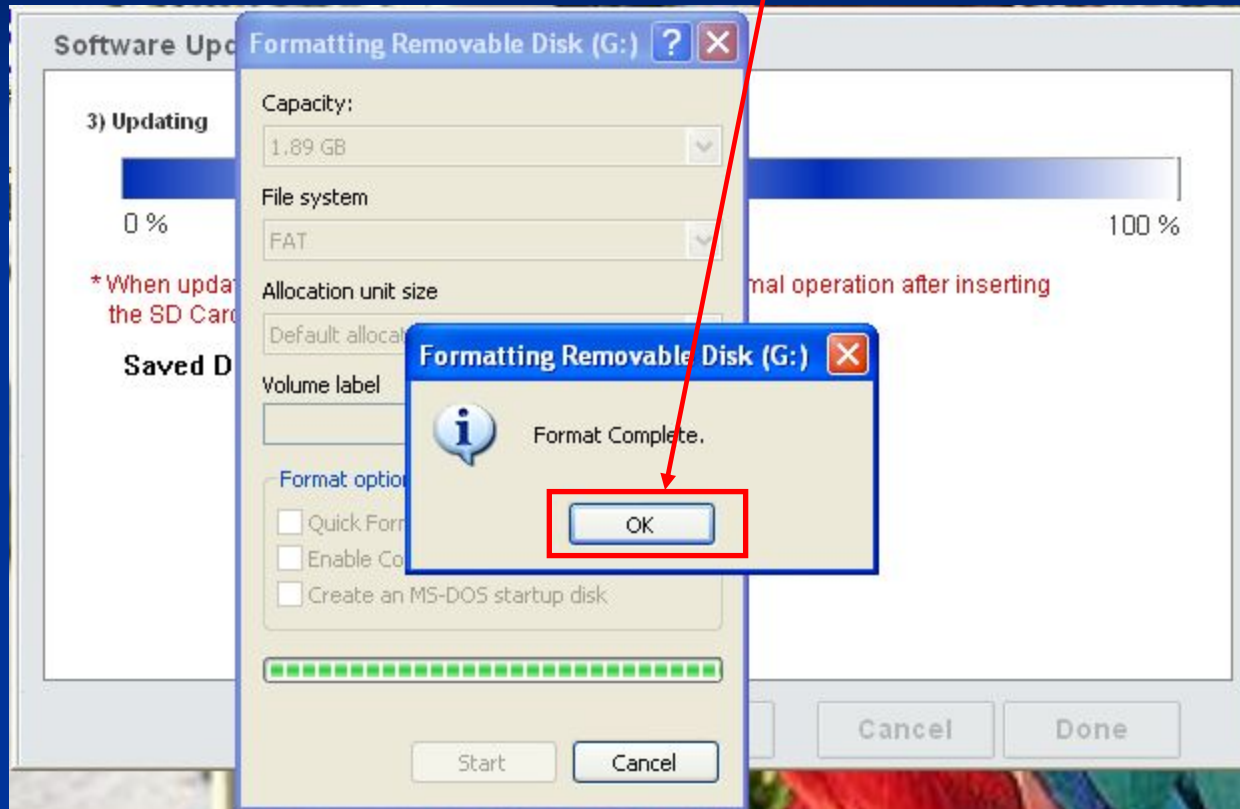 Software Upd
Formatting Removable Disk (G:)
Capacity:
3) Updating
1.89 GB
File system
0 %
100 %
FAT
* When updat
mal operation after inserting
the SD Card
Allocation unit size
Default allocat
Saved D
Formatting Removable Disk (G:)
Volume label
Format Complete.
Format option
Quick Form
OK
Enable Co
Create an MS-DOS startup disk
Cancel
Done
Start
Cancel